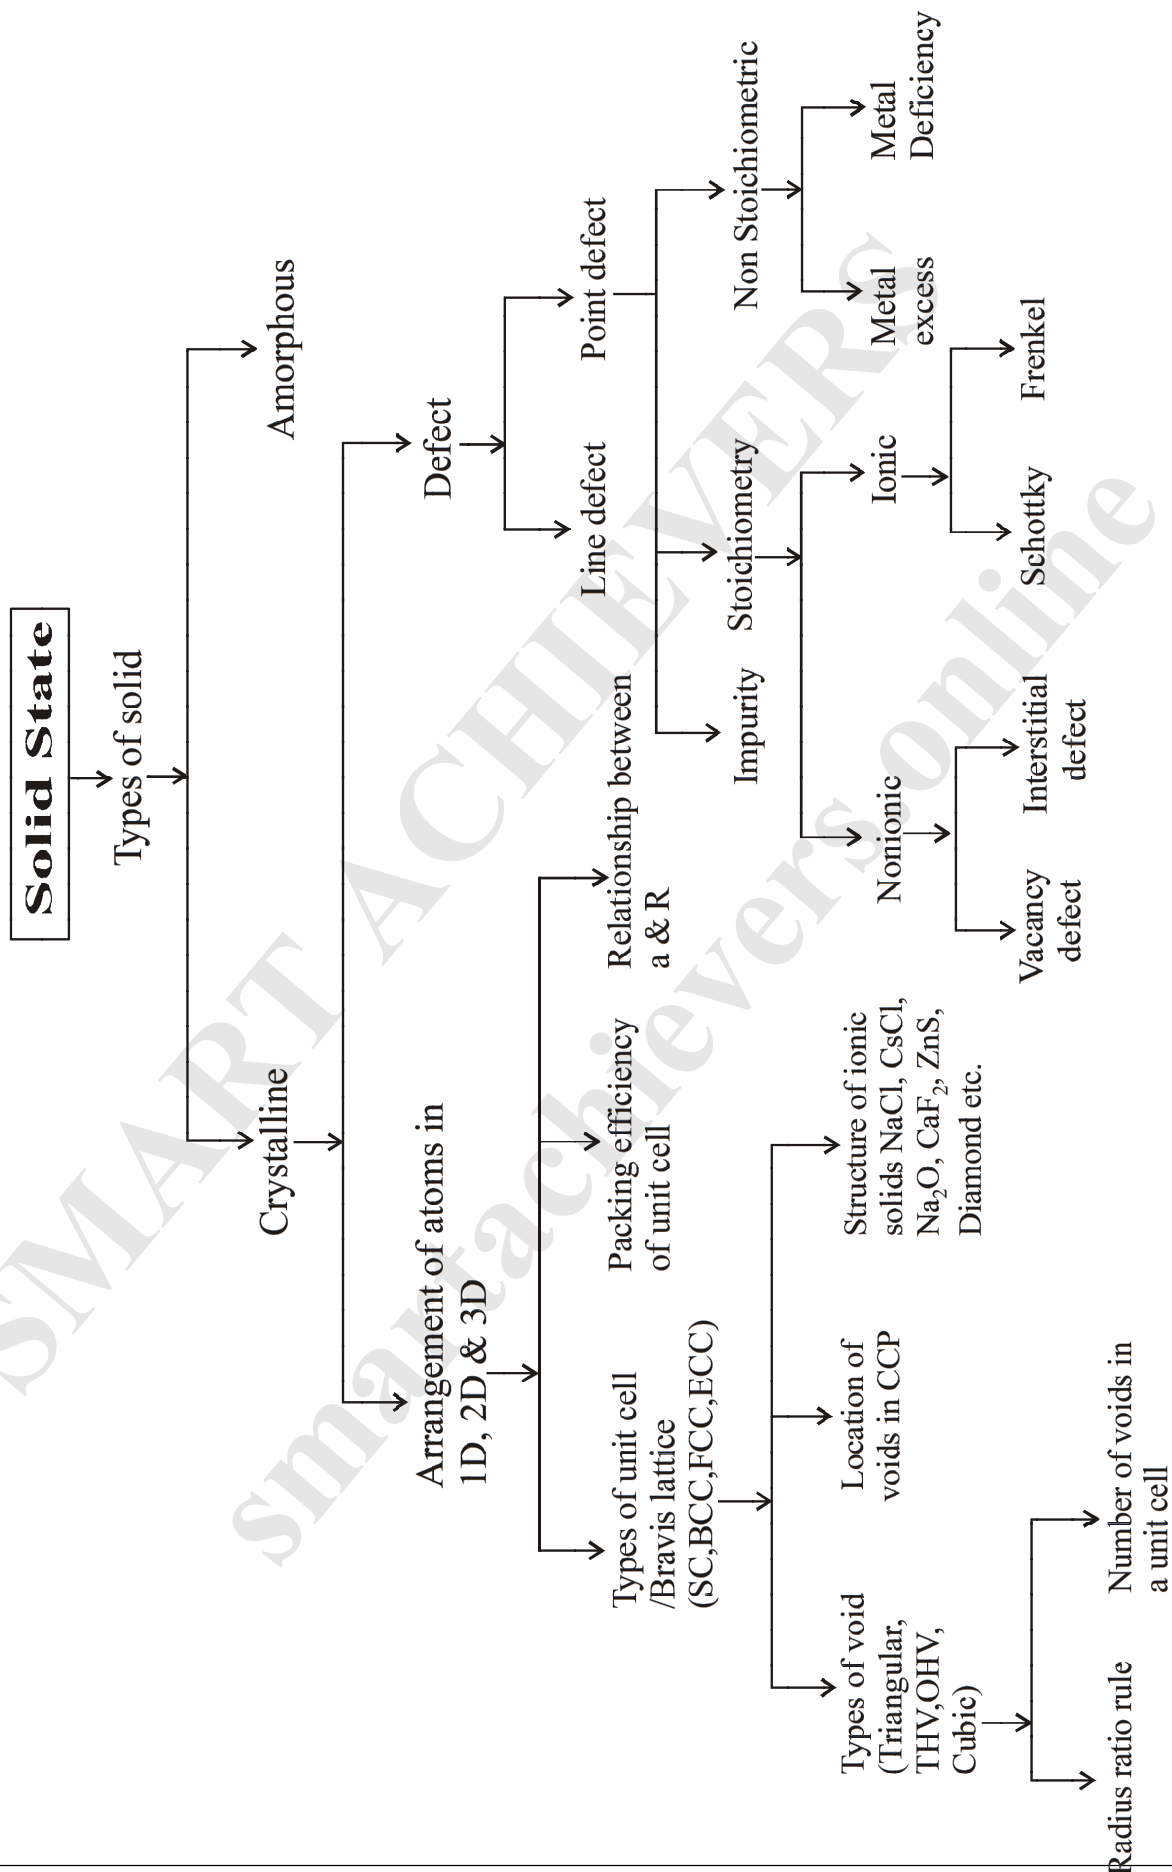 Solid State
Types of solid
Crystalline
Amorphous
Arrangement of atoms in
1D, 2D & 3D
Defect
Types of unit cell
/Bravis lattice
(SC,BCC,FCC,ECC)
Packing efficiency
of unit cell
Relationship between
a & R
Line defect
Point defect
Types of void
(Triangular,
THV,OHV,
Cubic)
Location of
voids in CCP
Structure of ionic
solids NaCl, CsCl,
Na₂O, CaF₂, ZnS,
Diamond etc.
Impurity
Stoichiometry
Non Stoichiometric
Nonionic
Ionic
Metal
excess
Metal
Deficiency
Radius ratio rule
Number of voids in
a unit cell
Vacancy
defect
Interstitial
defect
Schottky
Frenkel
SMART ACHIEVERS
smartachievers.online